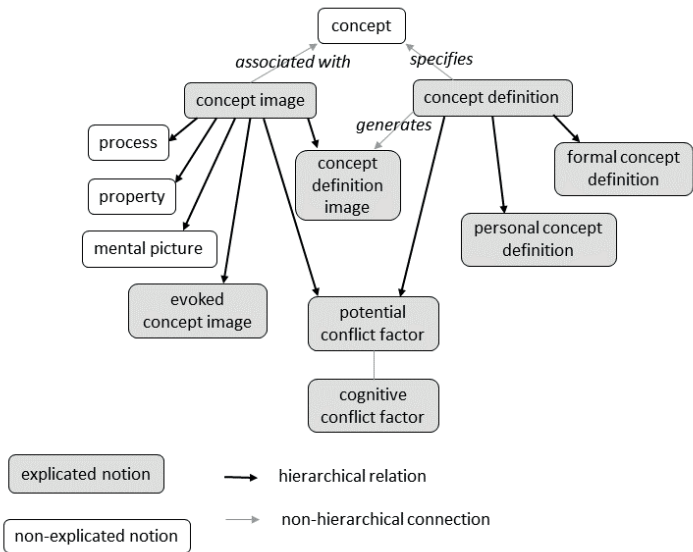 concept
associated with
specifies
concept image
concept definition
generates
process
concept
definition
image
formal concept
definition
property
personal concept
definition
mental picture
evoked
concept image
potential
conflict factor
cognitive
conflict factor
explicated notion
hierarchical relation
non-explicated notion
non-hierarchical connection